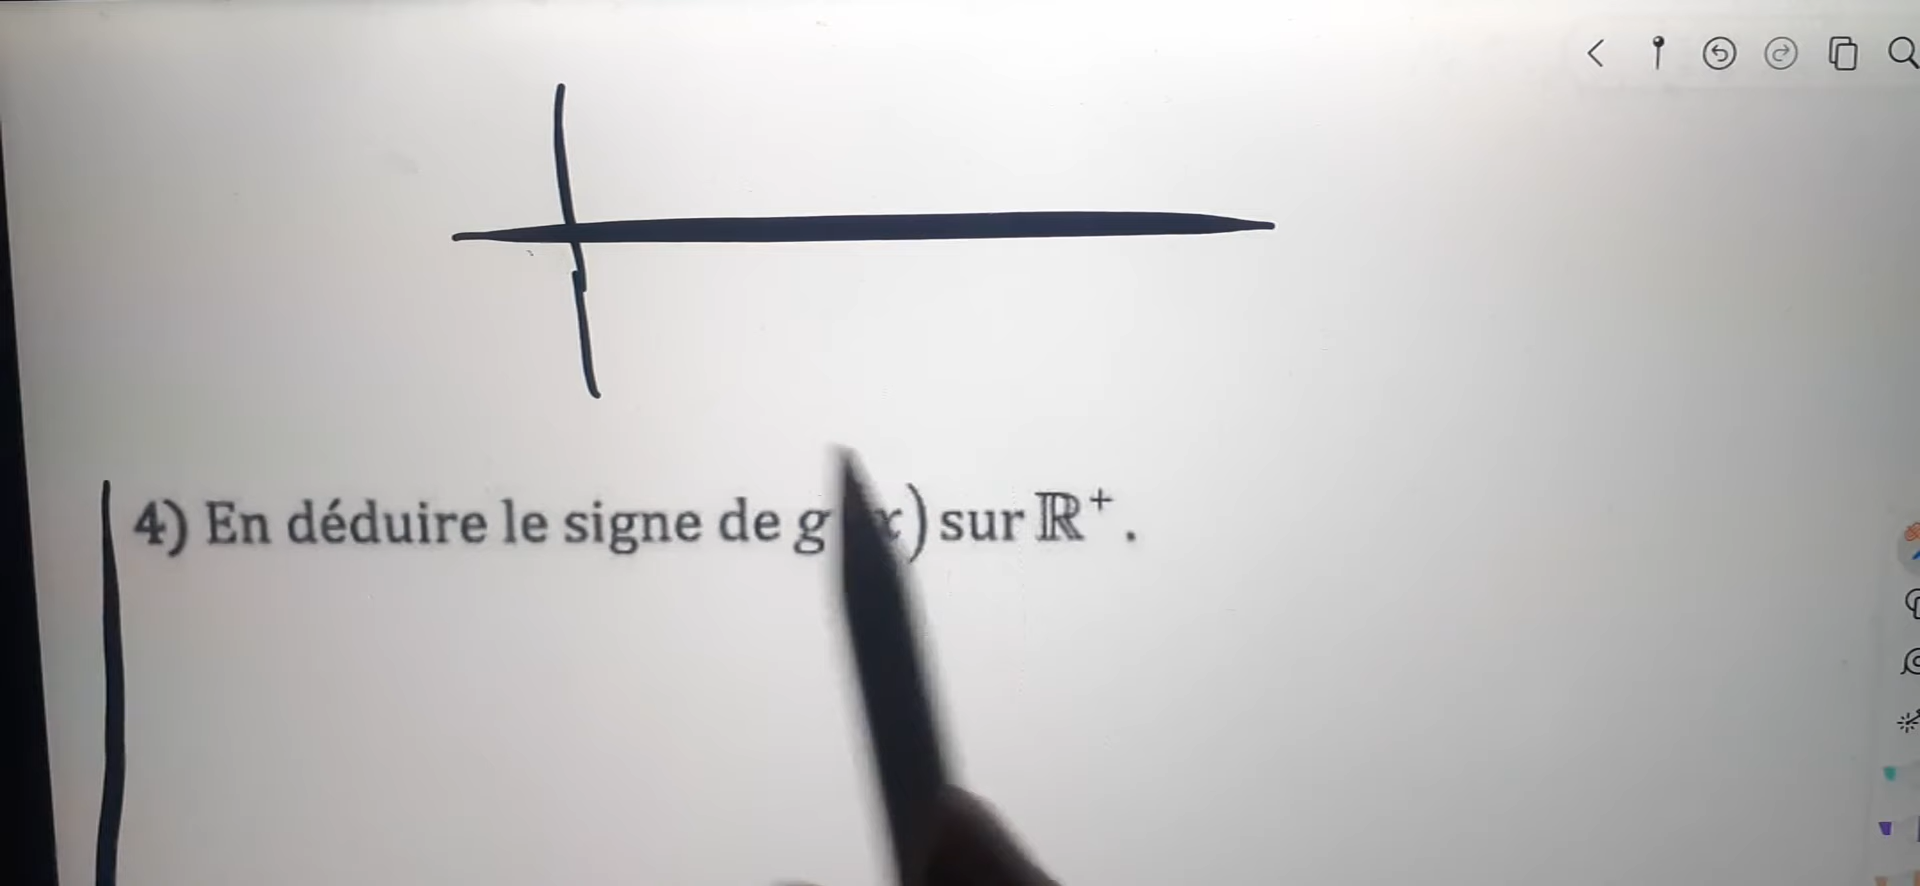 4) En déduire le signe de g x) sur ℝ⁺ .